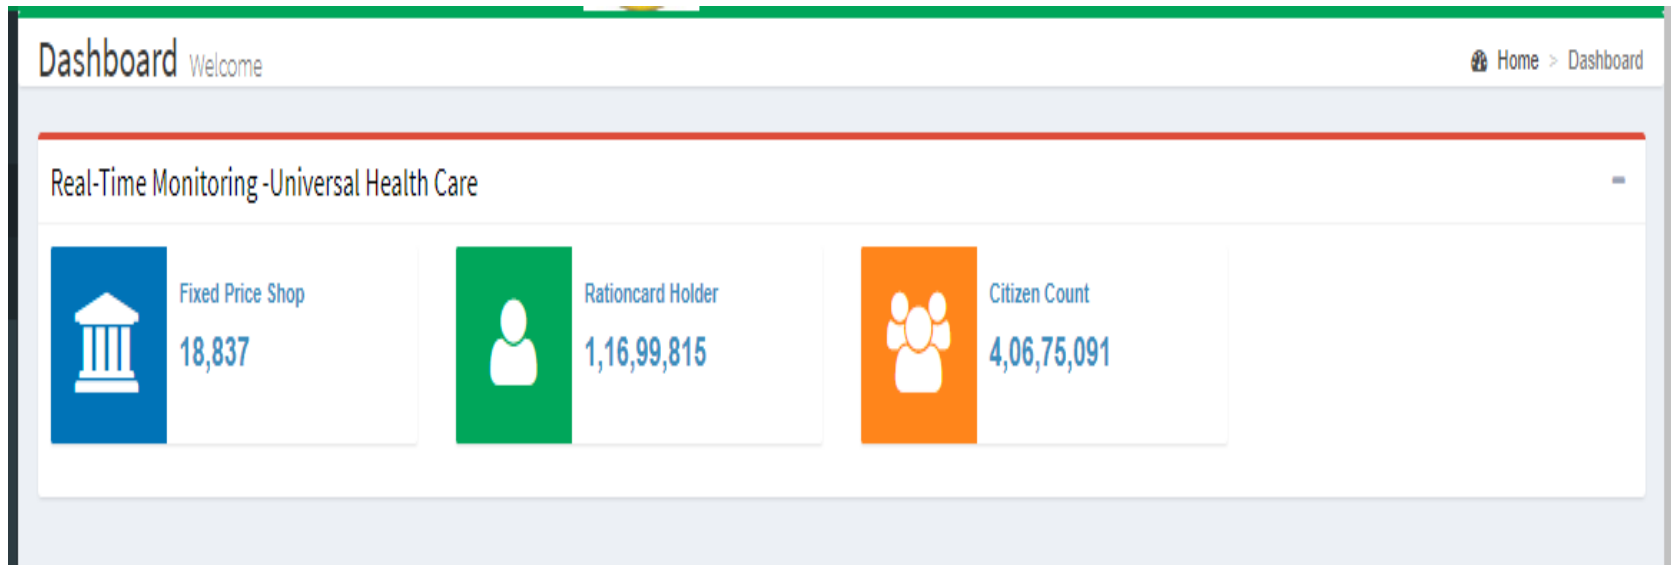 Dashboard Welcome
Home > Dashboard
Real-Time Monitoring -Universal Health Care
Fixed Price Shop
18,837
Rationcard Holder
1,16,99,815
Citizen Count
4,06,75,091